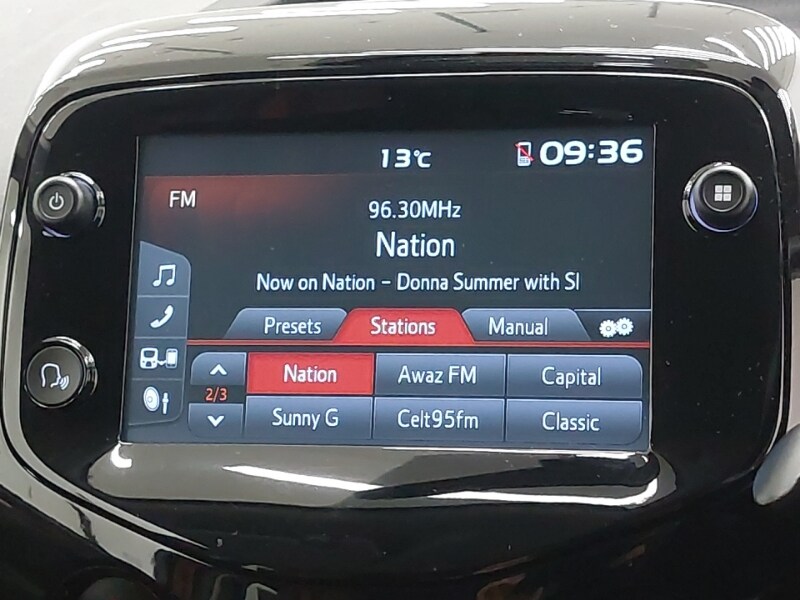 13°C 09:36
FM
96.30MHz
Nation
Now on Nation - Donna Summer with Sl
Presets Stations Manual
Nation Awaz FM Capital
2/3
Sunny G Celt95fm Classic